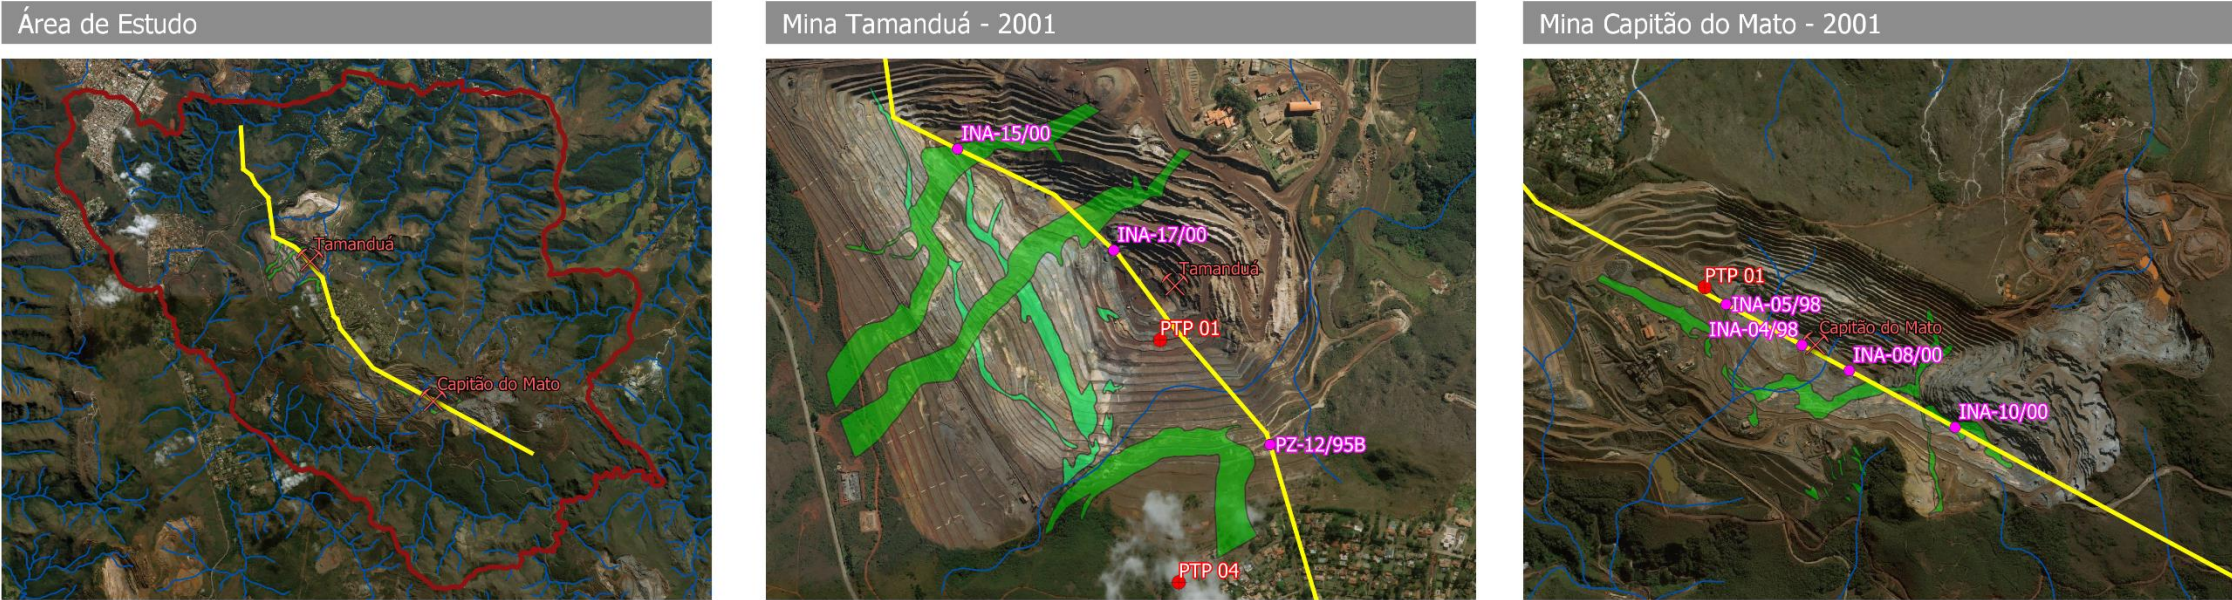 Área de Estudo
Tamanduá
Capitão do Mato
Mina Tamanduá - 2001
INA-15/00
INA-17/00
Tamanduá
PTP 01
PZ-12/95B
PTP 04
Mina Capitão do Mato - 2001
PTP 01
INA-05/98
INA-04/98
Capitão do Mato
INA-08/00
INA-10/00